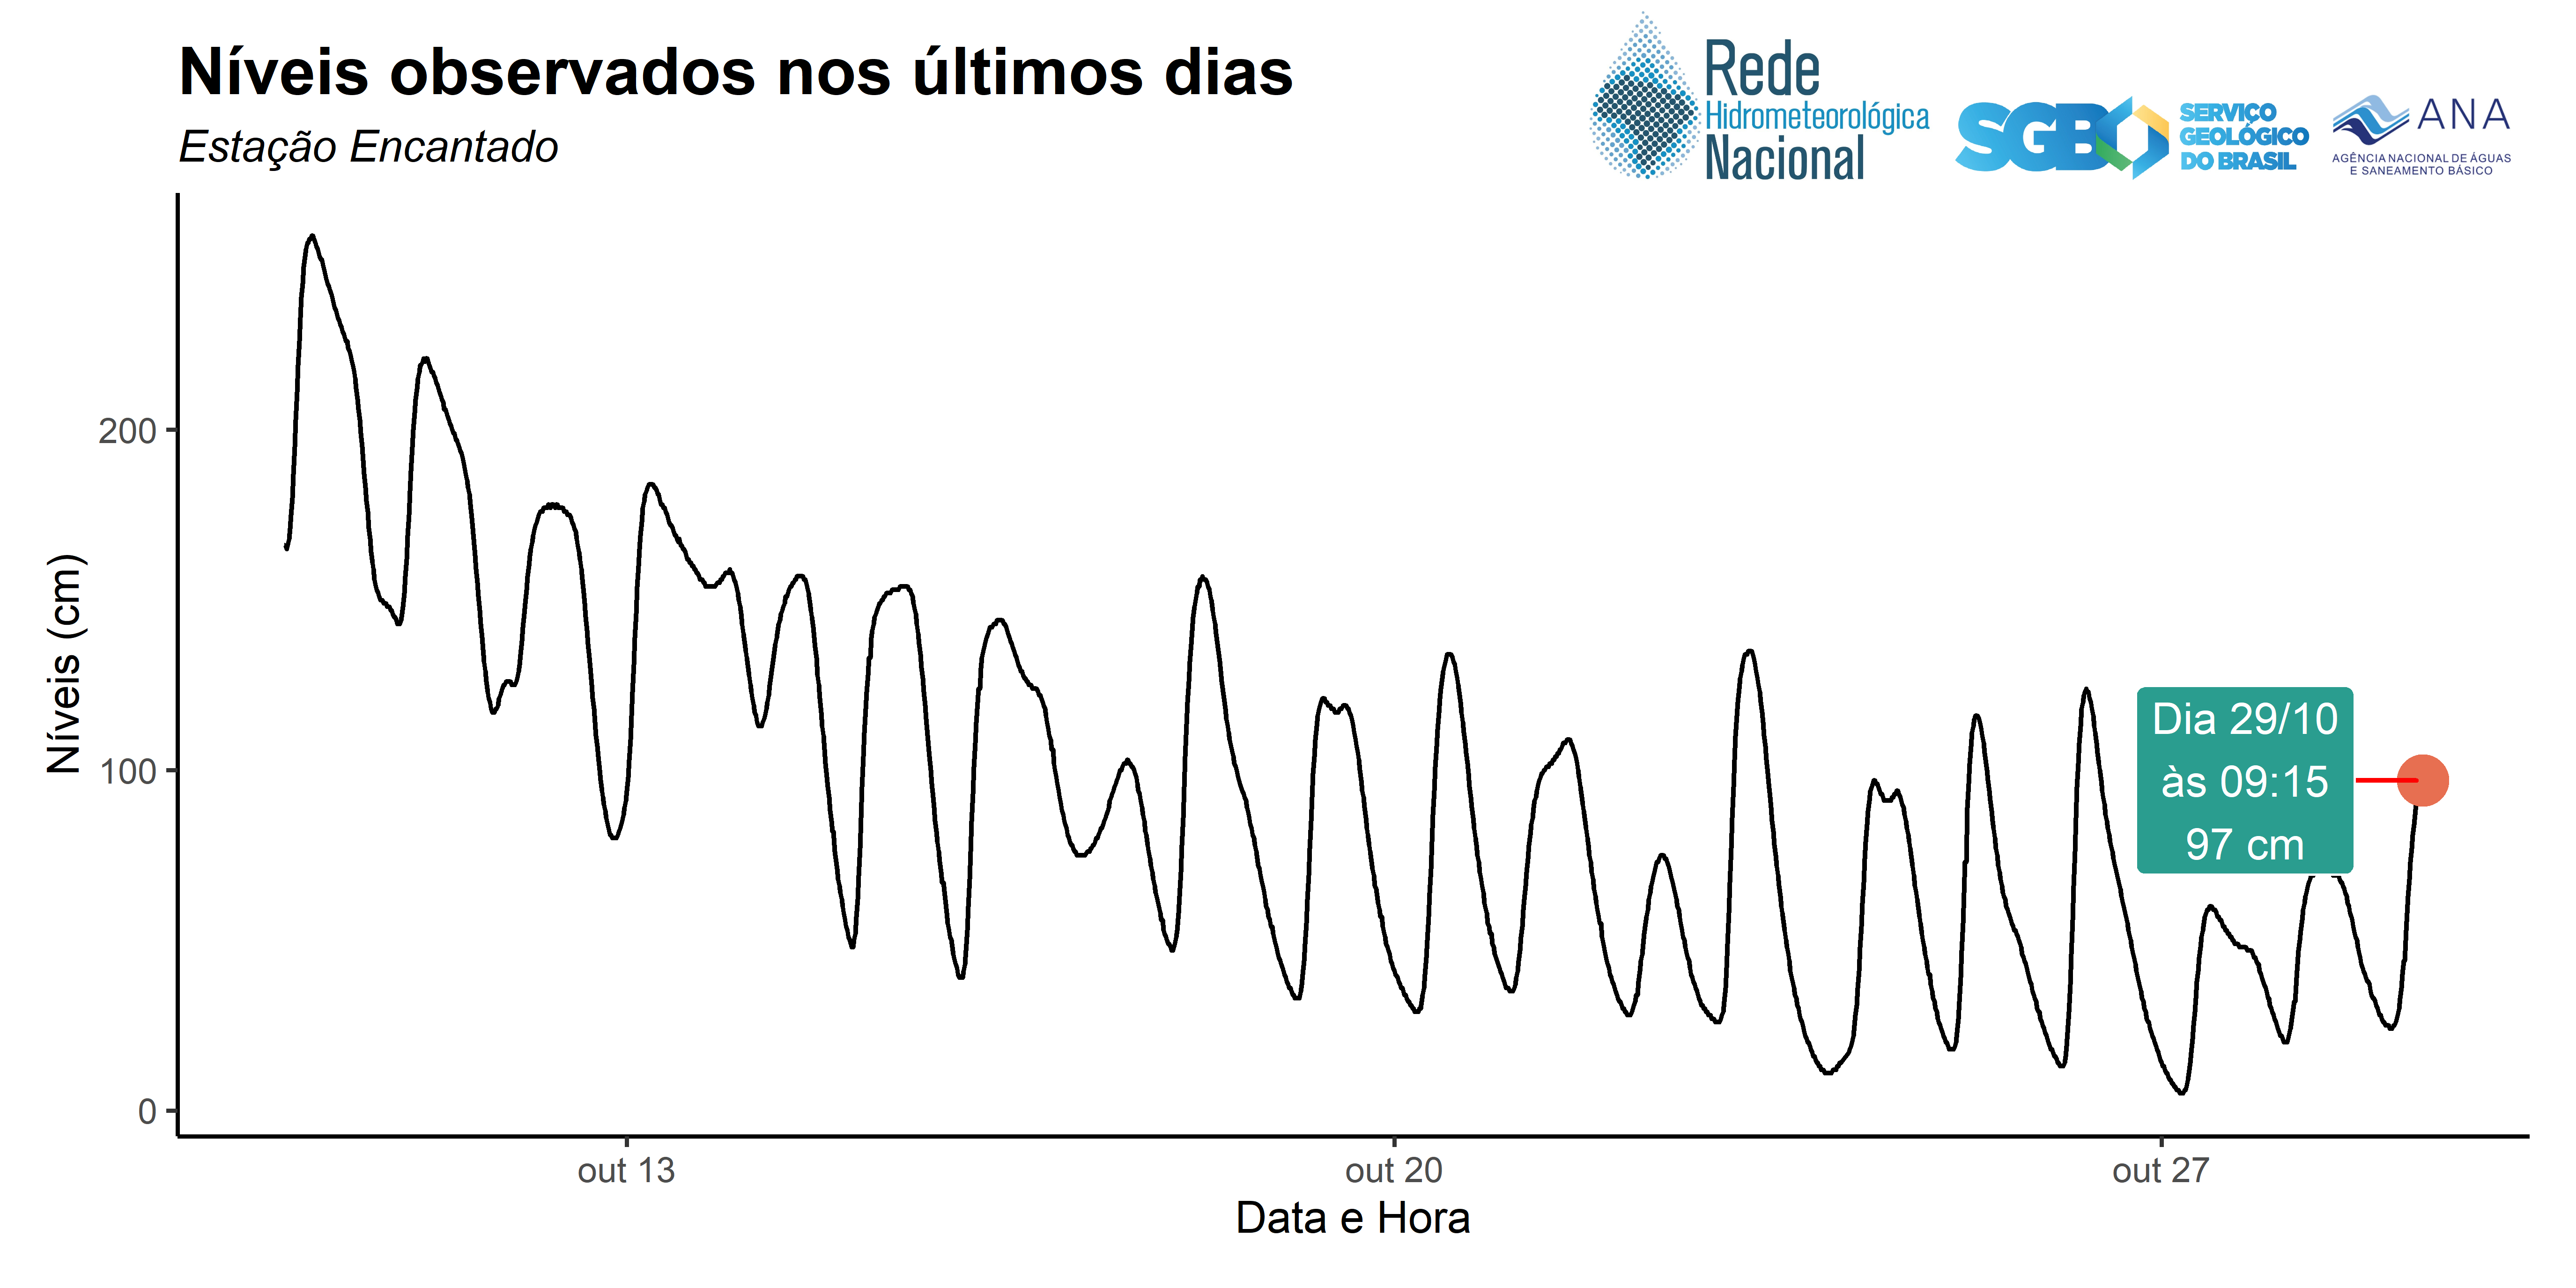 Níveis observados nos últimos dias
Estação Encantado
Rede
Hidrometeorológica
Nacional
SGB
SERVIÇO
GEOLÓGICO
DO BRASIL
ANA
AGÊNCIA NACIONAL DE ÁGUAS
E SANEAMENTO BÁSICO
Níveis (cm)
200
100
0
Dia 29/10
às 09:15
97 cm
out 13
out 20
out 27
Data e Hora